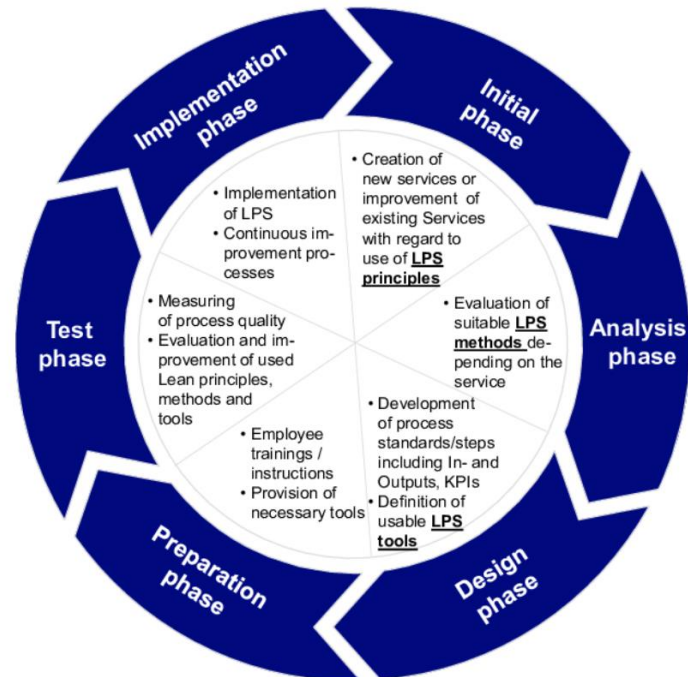 Implementation
phase
Initial
phase
Analysis
phase
Design
phase
Preparation
phase
Test
phase
• Creation of
new services or
improvement of
existing Services
with regard to
use of LPS
principles
• Evaluation of
suitable LPS
methods de-
pending on the
service
• Development
of process
standards/steps
including In- and
Outputs, KPIs
• Definition of
usable LPS
tools
• Employee
trainings /
instructions
• Provision of
necessary tools
• Measuring
of process quality
• Evaluation and im-
provement of used
Lean principles,
methods and
tools
• Implementation
of LPS
• Continuous im-
provement pro-
cesses